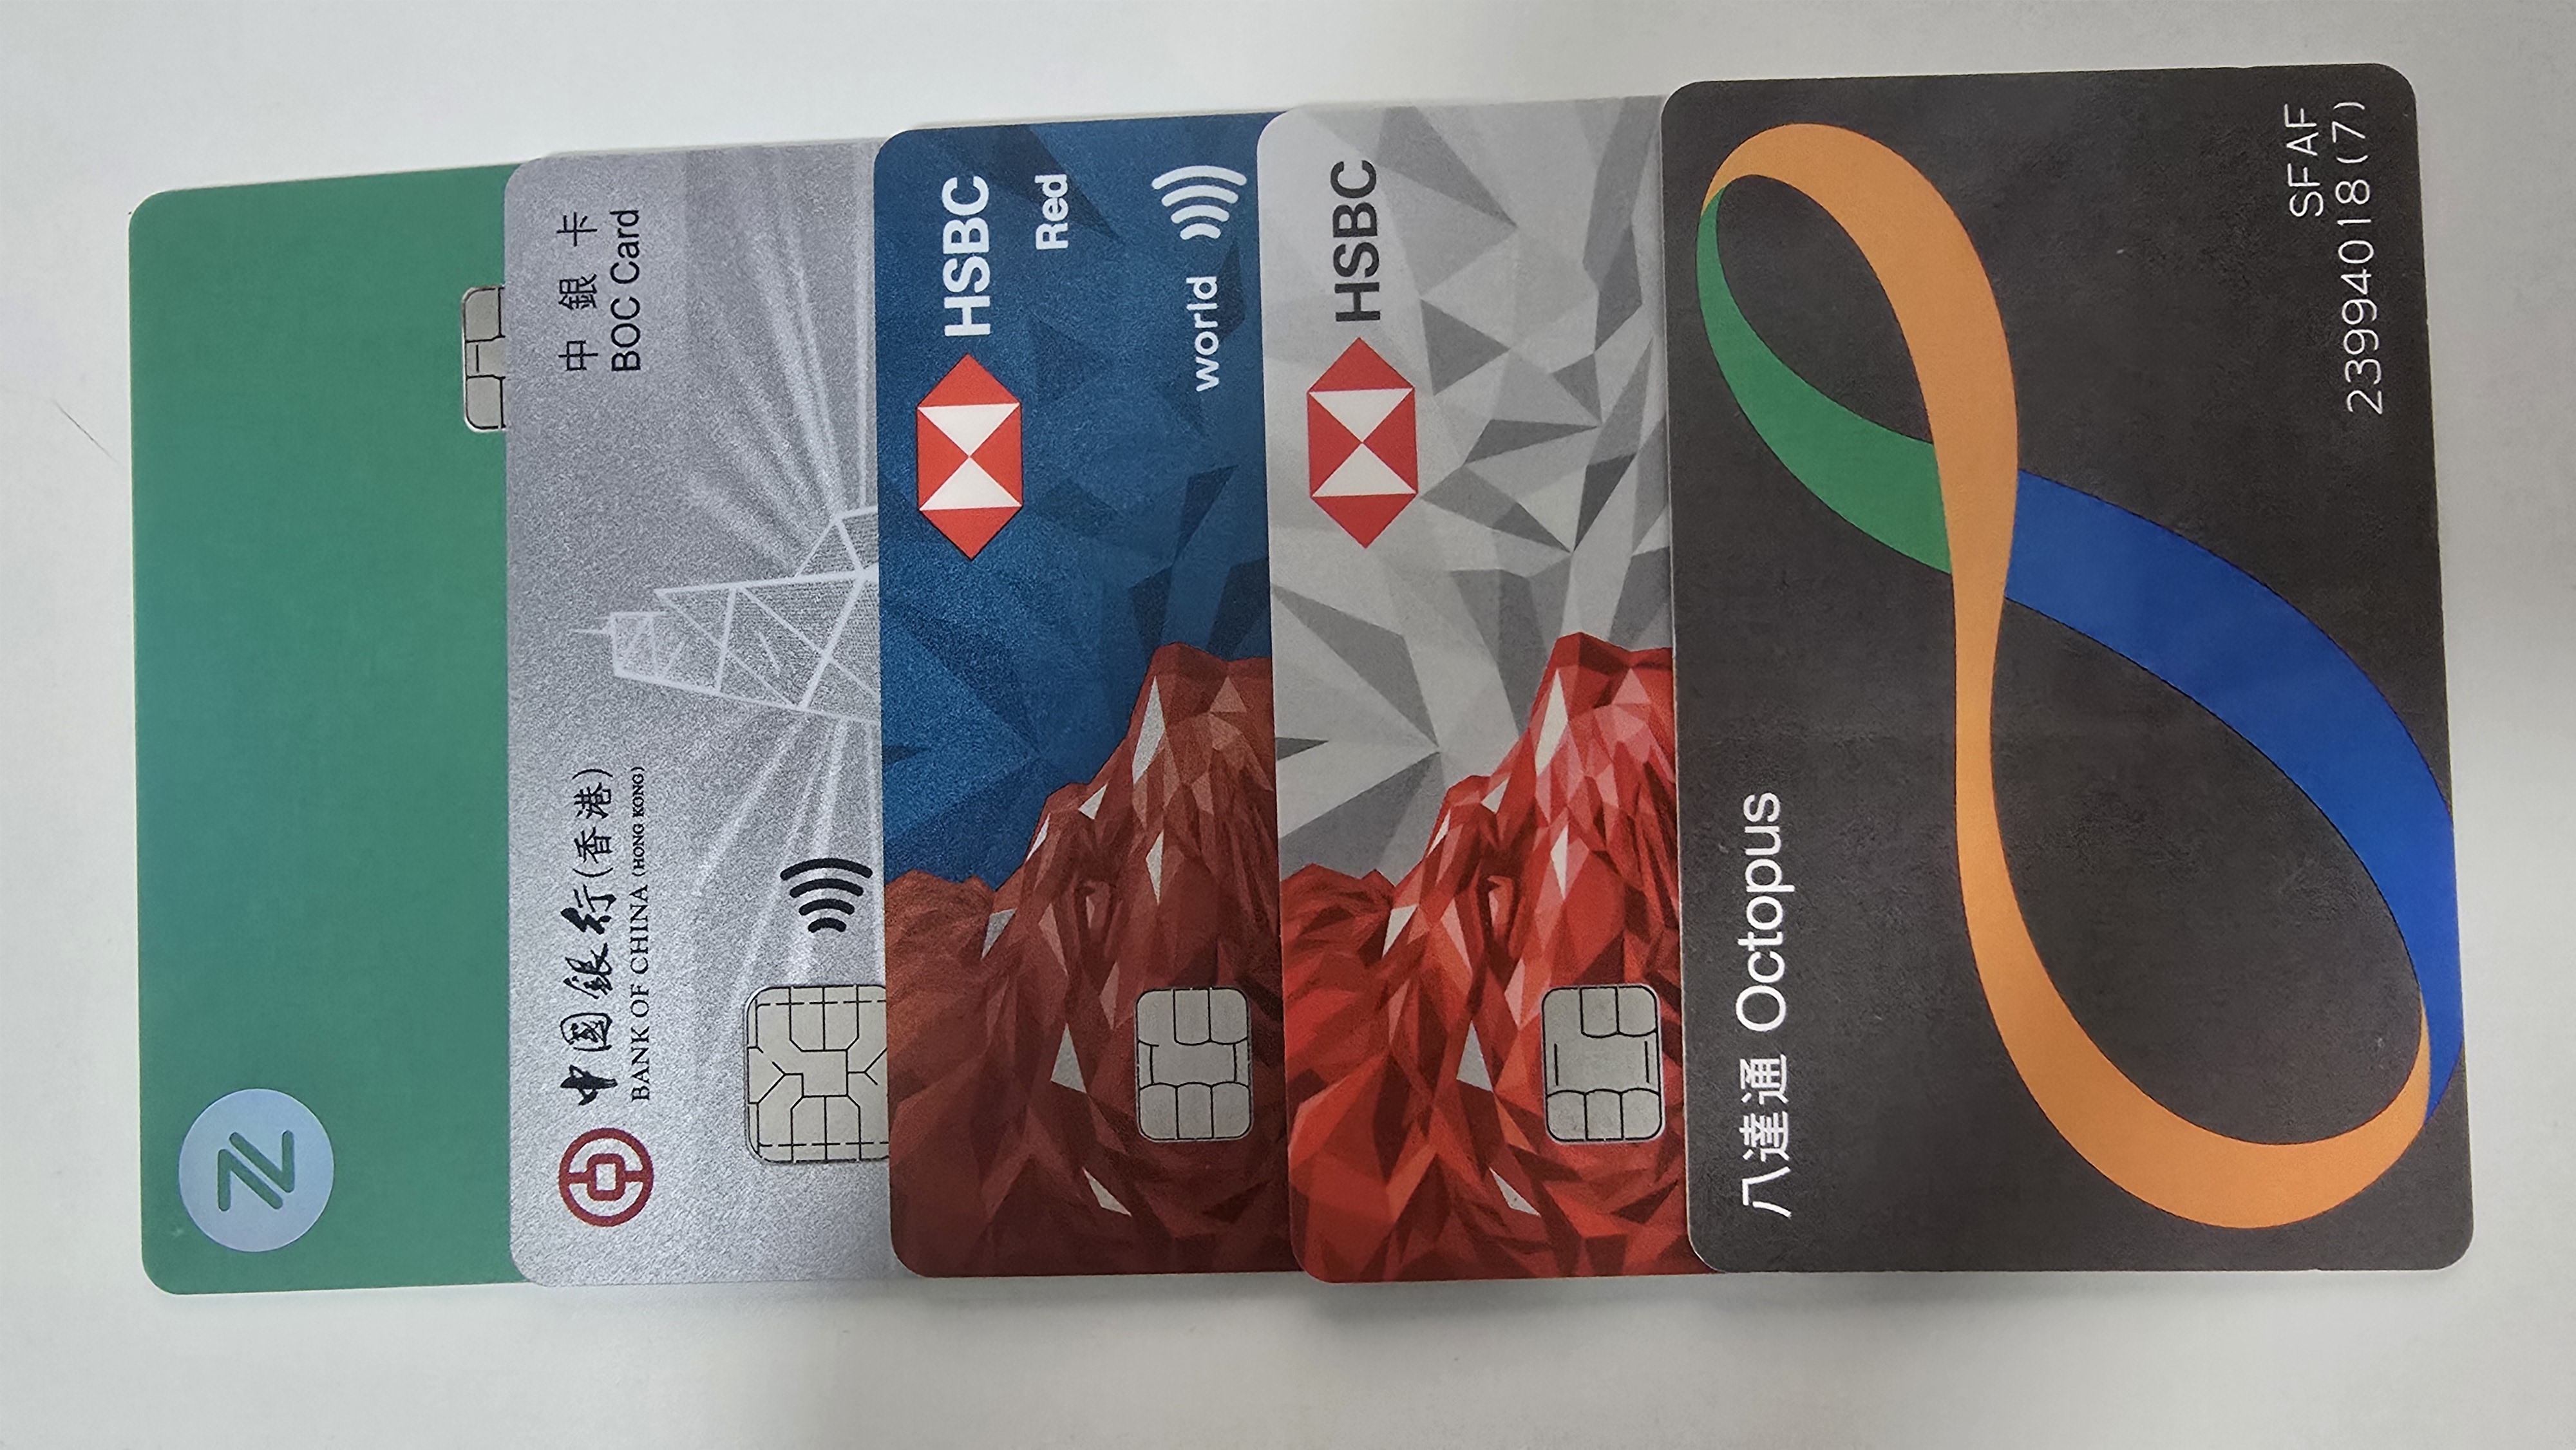 中国銀行(香港)
BANK OF CHINA (HONG KONG)
中銀卡
BOC Card
HSBC
Red
world
HSBC
八達通 Octopus
SFAF
23994018(7)